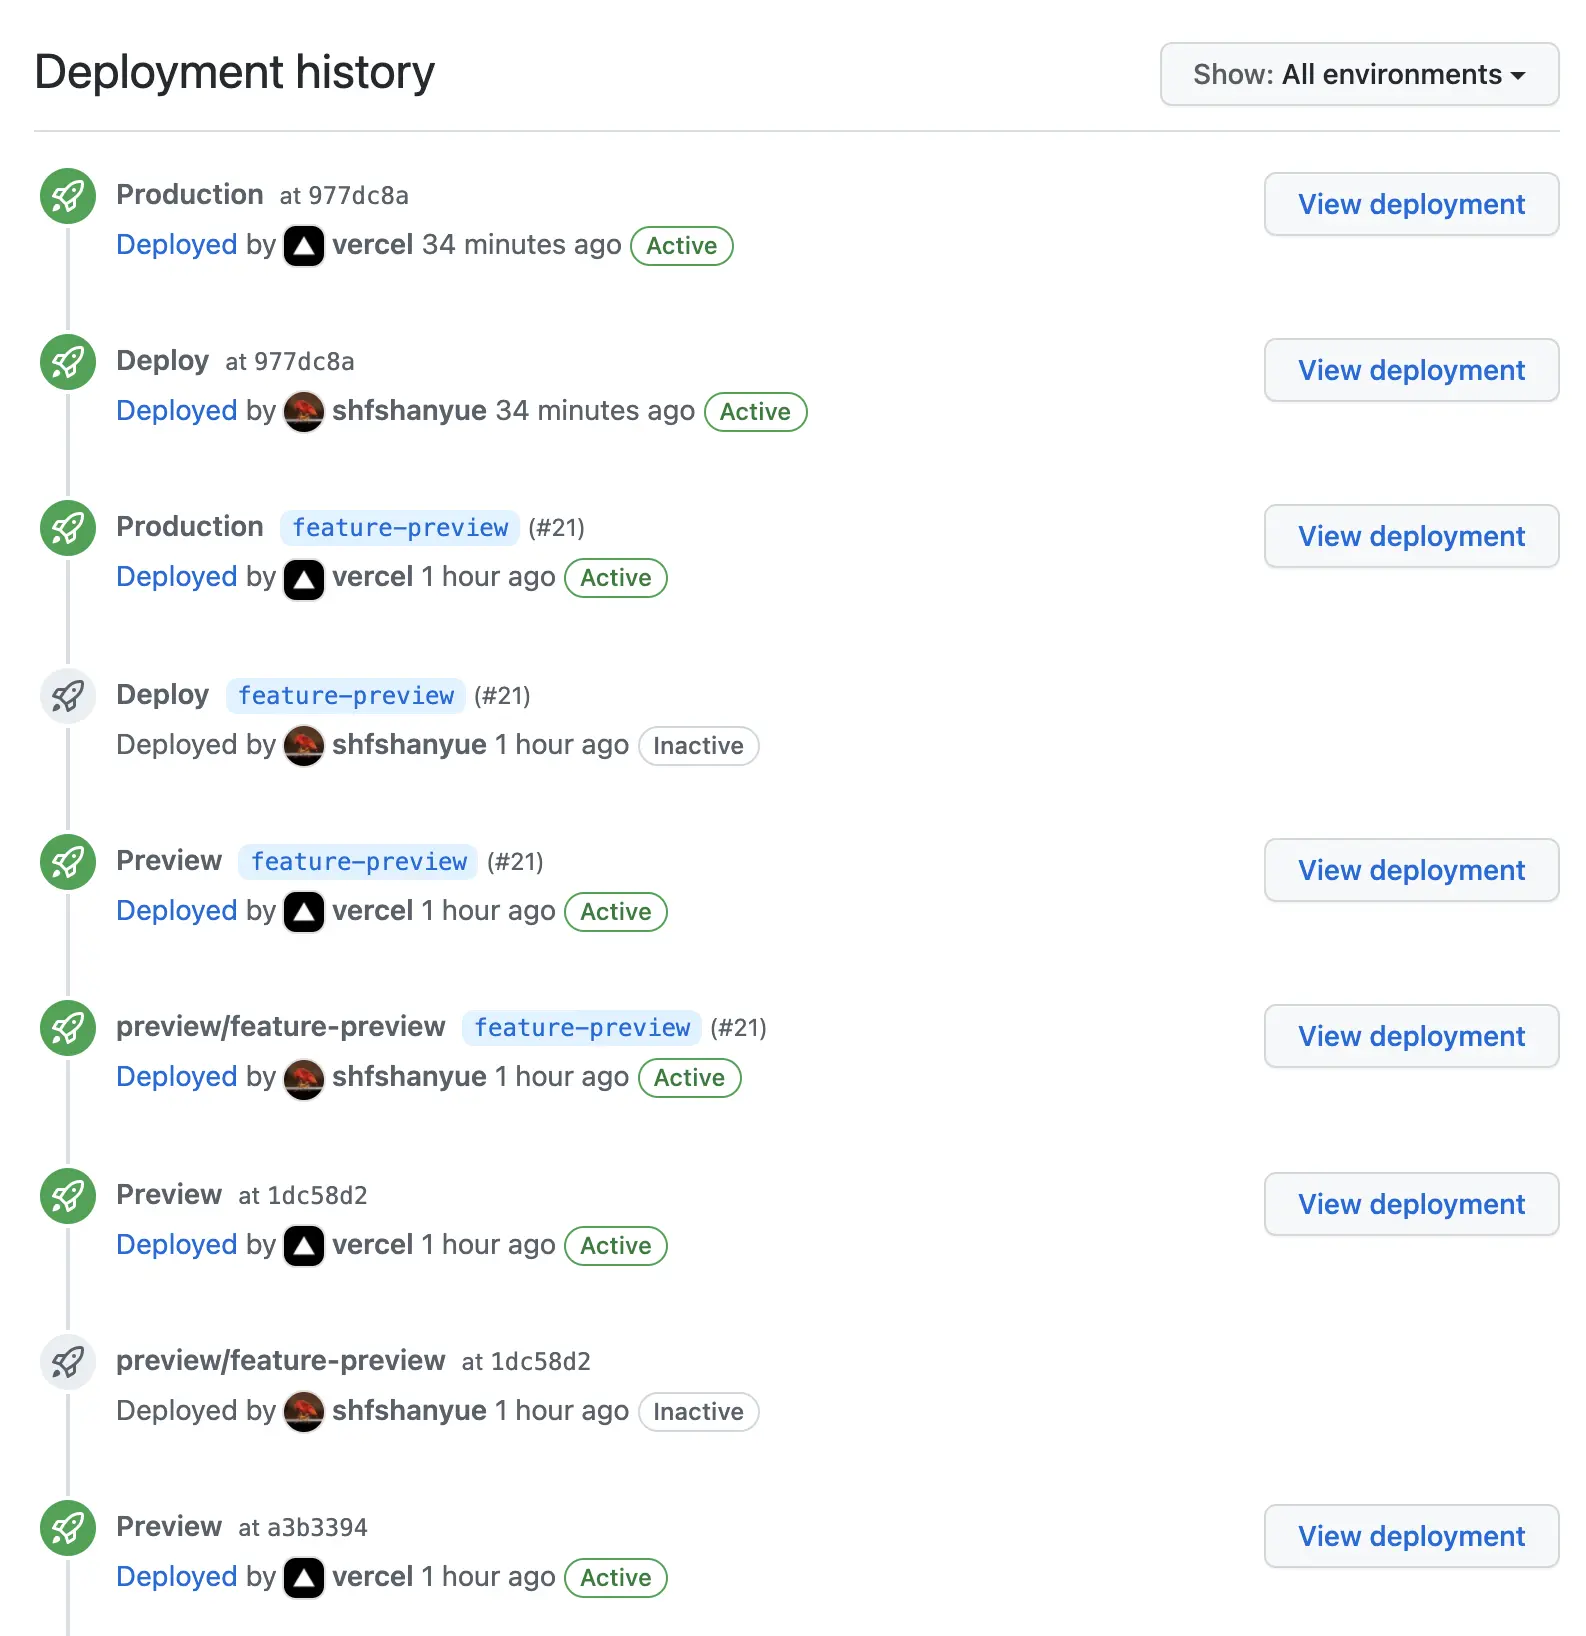 Deployment history
Show: All environments
Production at 977dc8a
View deployment
Deployed by vercel 34 minutes ago Active
Deploy at 977dc8a
View deployment
Deployed by shfshanyue 34 minutes ago Active
Production feature-preview (#21)
View deployment
Deployed by vercel 1 hour ago Active
Deploy feature-preview (#21)
Deployed by shfshanyue 1 hour ago Inactive
Preview feature-preview (#21)
View deployment
Deployed by vercel 1 hour ago Active
preview/feature-preview feature-preview (#21)
View deployment
Deployed by shfshanyue 1 hour ago Active
Preview at 1dc58d2
View deployment
Deployed by vercel 1 hour ago Active
preview/feature-preview at 1dc58d2
Deployed by shfshanyue 1 hour ago Inactive
Preview at a3b3394
View deployment
Deployed by vercel 1 hour ago Active